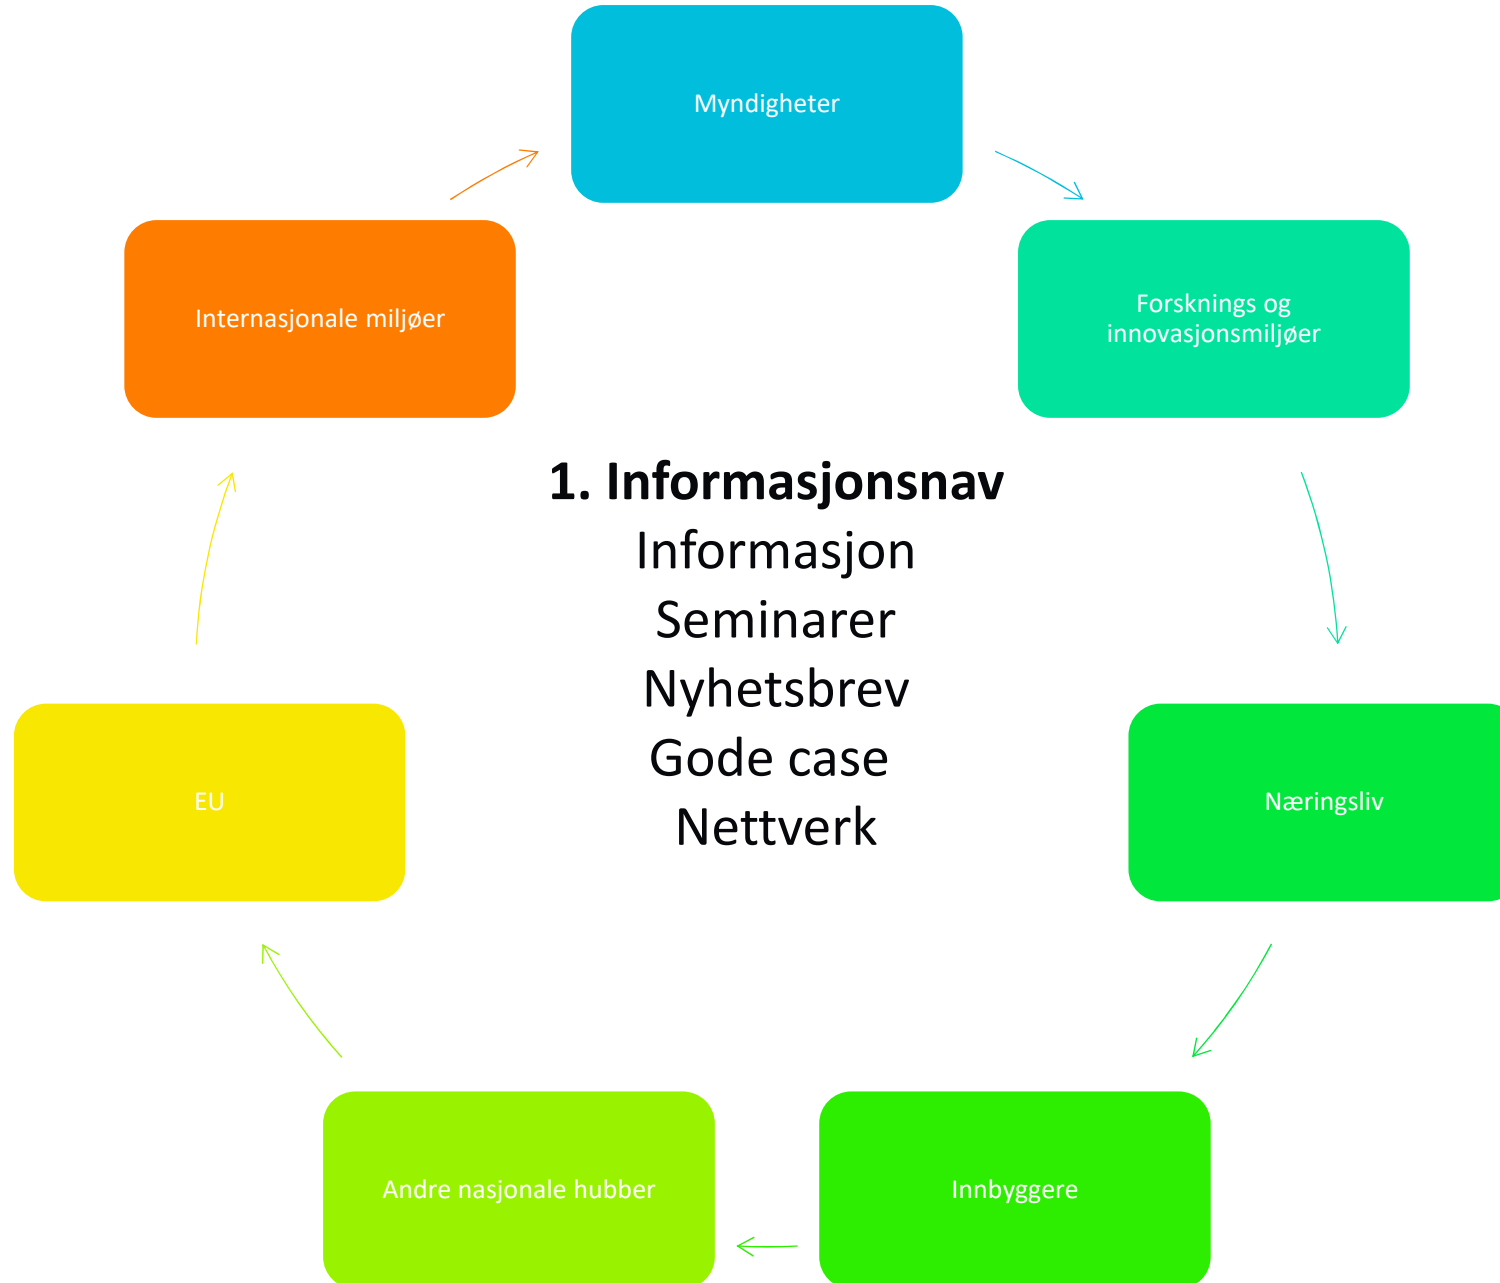 Myndigheter
Internasjonale miljøer
Forsknings og
innovasjonsmiljøer
1. Informasjonsnav
Informasjon
Seminarer
Nyhetsbrev
Gode case
Nettverk
EU
Næringsliv
Andre nasjonale hubber
Innbyggere